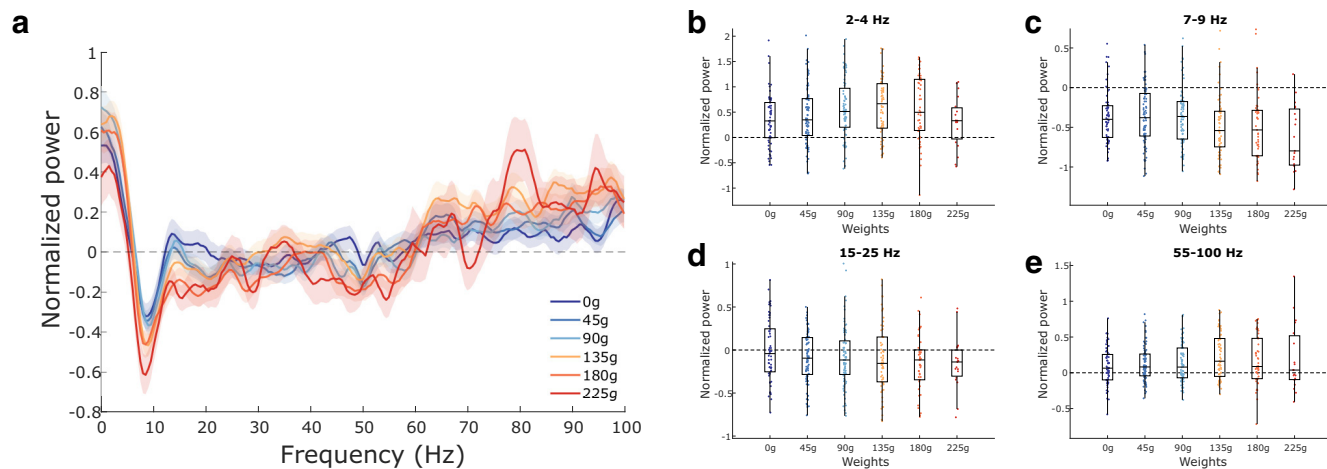 a
Normalized power
1
0.8
0.6
0.4
0.2
0
-0.2
-0.4
-0.6
-0.8
0 10 20 30 40 50 60 70 80 90 100
Frequency (Hz)
0g
45g
90g
135g
180g
225g
b
2-4 Hz
Normalized power
2
1.5
1
0.5
0
0.5
-1
0g 45g 90g 135g 180g 225g
Weights
c
7-9 Hz
Normalized power
0.5
0
-0.5
-1
0g 45g 90g 135g 180g 225g
Weights
d
15-25 Hz
Normalized power
1
0.5
0
-0.5
-1
0g 45g 90g 135g 180g 225g
Weights
e
55-100 Hz
Normalized power
1.5
1
0.5
0
0.5
0g 45g 90g 135g 180g 225g
Weights